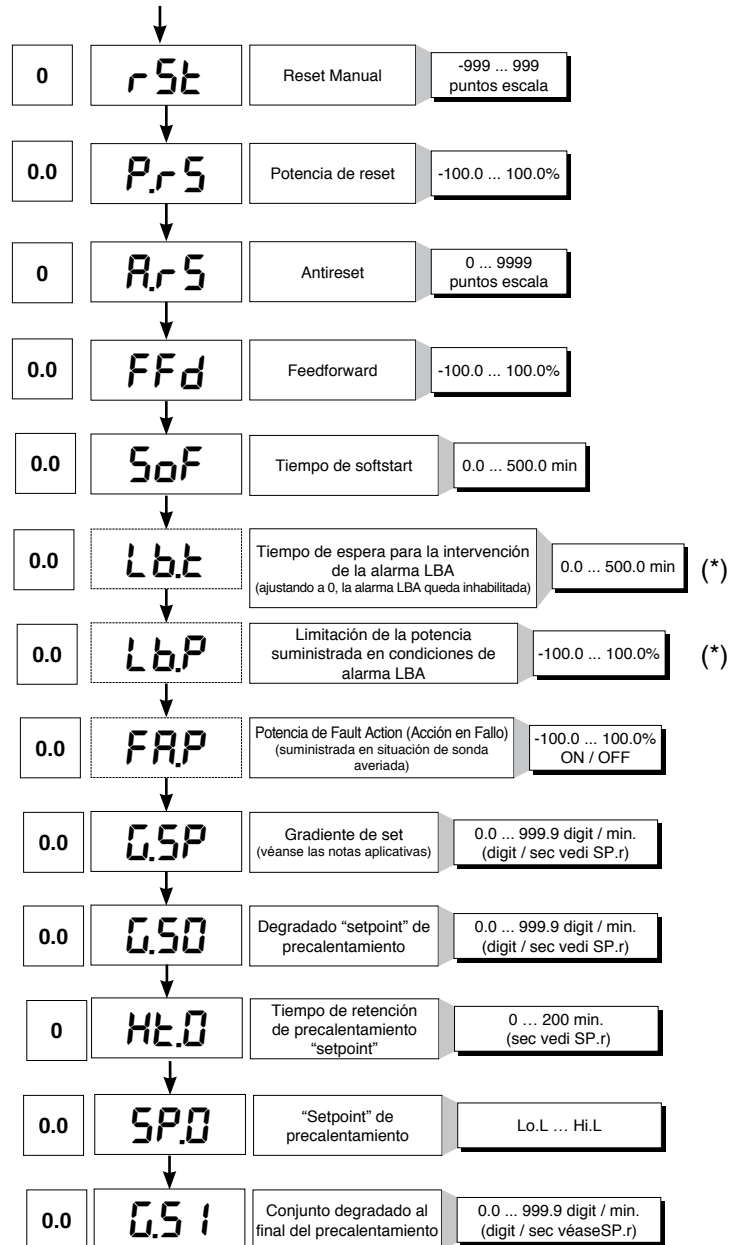 0
rSt
Reset Manual
-999 ... 999
puntos escala
0.0
P.rS
Potencia de reset
-100.0 ... 100.0%
0
A.rS
Antireset
0 ... 9999
puntos escala
0.0
FFd
Feedforward
-100.0 ... 100.0%
0.0
SoF
Tiempo de softstart
0.0 ... 500.0 min
0.0
Lb.t
Tiempo de espera para la intervención
de la alarma LBA
(ajustando a 0, la alarma LBA queda inhabilitada)
0.0 ... 500.0 min
(*)
0.0
Lb.P
Limitación de la potencia
suministrada en condiciones de
alarma LBA
-100.0 ... 100.0%
(*)
0.0
FA.P
Potencia de Fault Action (Acción en Fallo)
(suministrada en situación de sonda
averiada)
-100.0 ... 100.0%
ON / OFF
0.0
G.SP
Gradiente de set
(véanse las notas aplicativas)
0.0 ... 999.9 digit / min.
(digit / sec vedi SP.r)
0.0
G.S0
Degradado “setpoint” de
precalentamiento
0.0 ... 999.9 digit / min.
(digit / sec vedi SP.r)
0
Ht.0
Tiempo de retención
de precalentamiento
“setpoint”
0 … 200 min.
(sec vedi SP.r)
0.0
SP.0
“Setpoint” de
precalentamiento
Lo.L … Hi.L
0.0
G.S1
Conjunto degradado al
final del precalentamiento
0.0 ... 999.9 digit / min.
(digit / sec véaseSP.r)